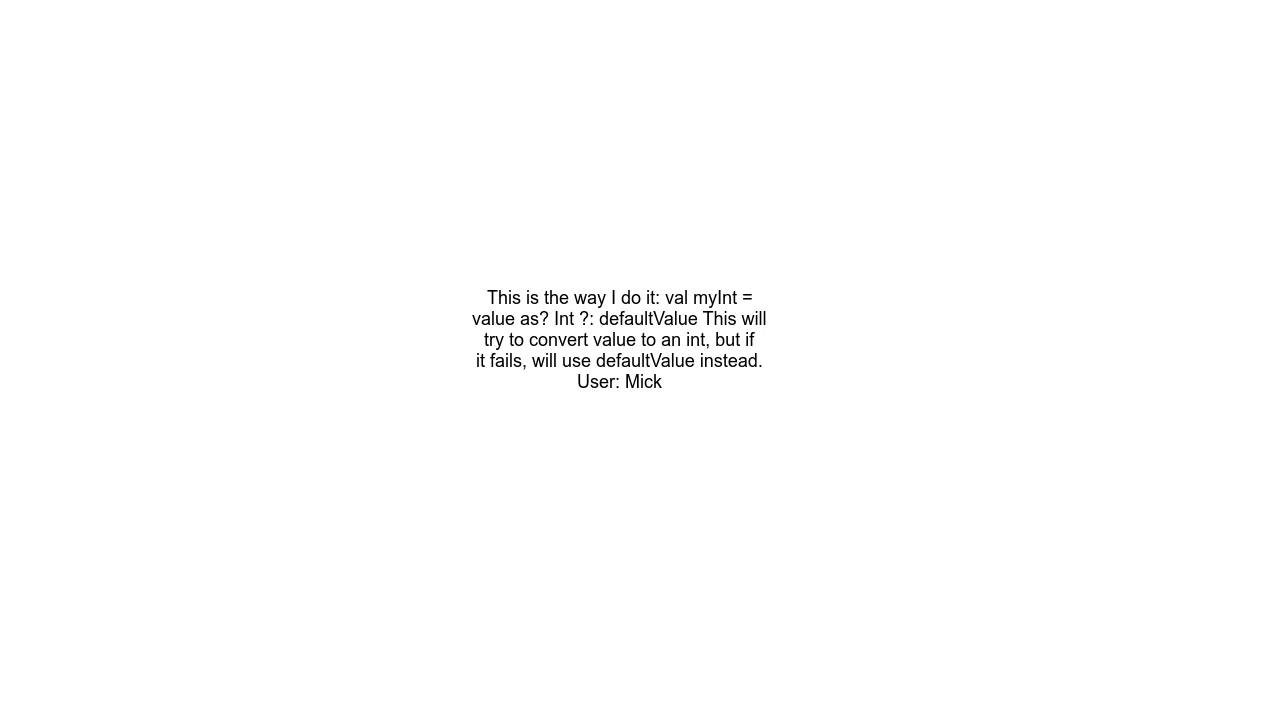 This is the way I do it: val myInt =
value as? Int ?: defaultValue This will
try to convert value to an int, but if
it fails, will use defaultValue instead.
User: Mick